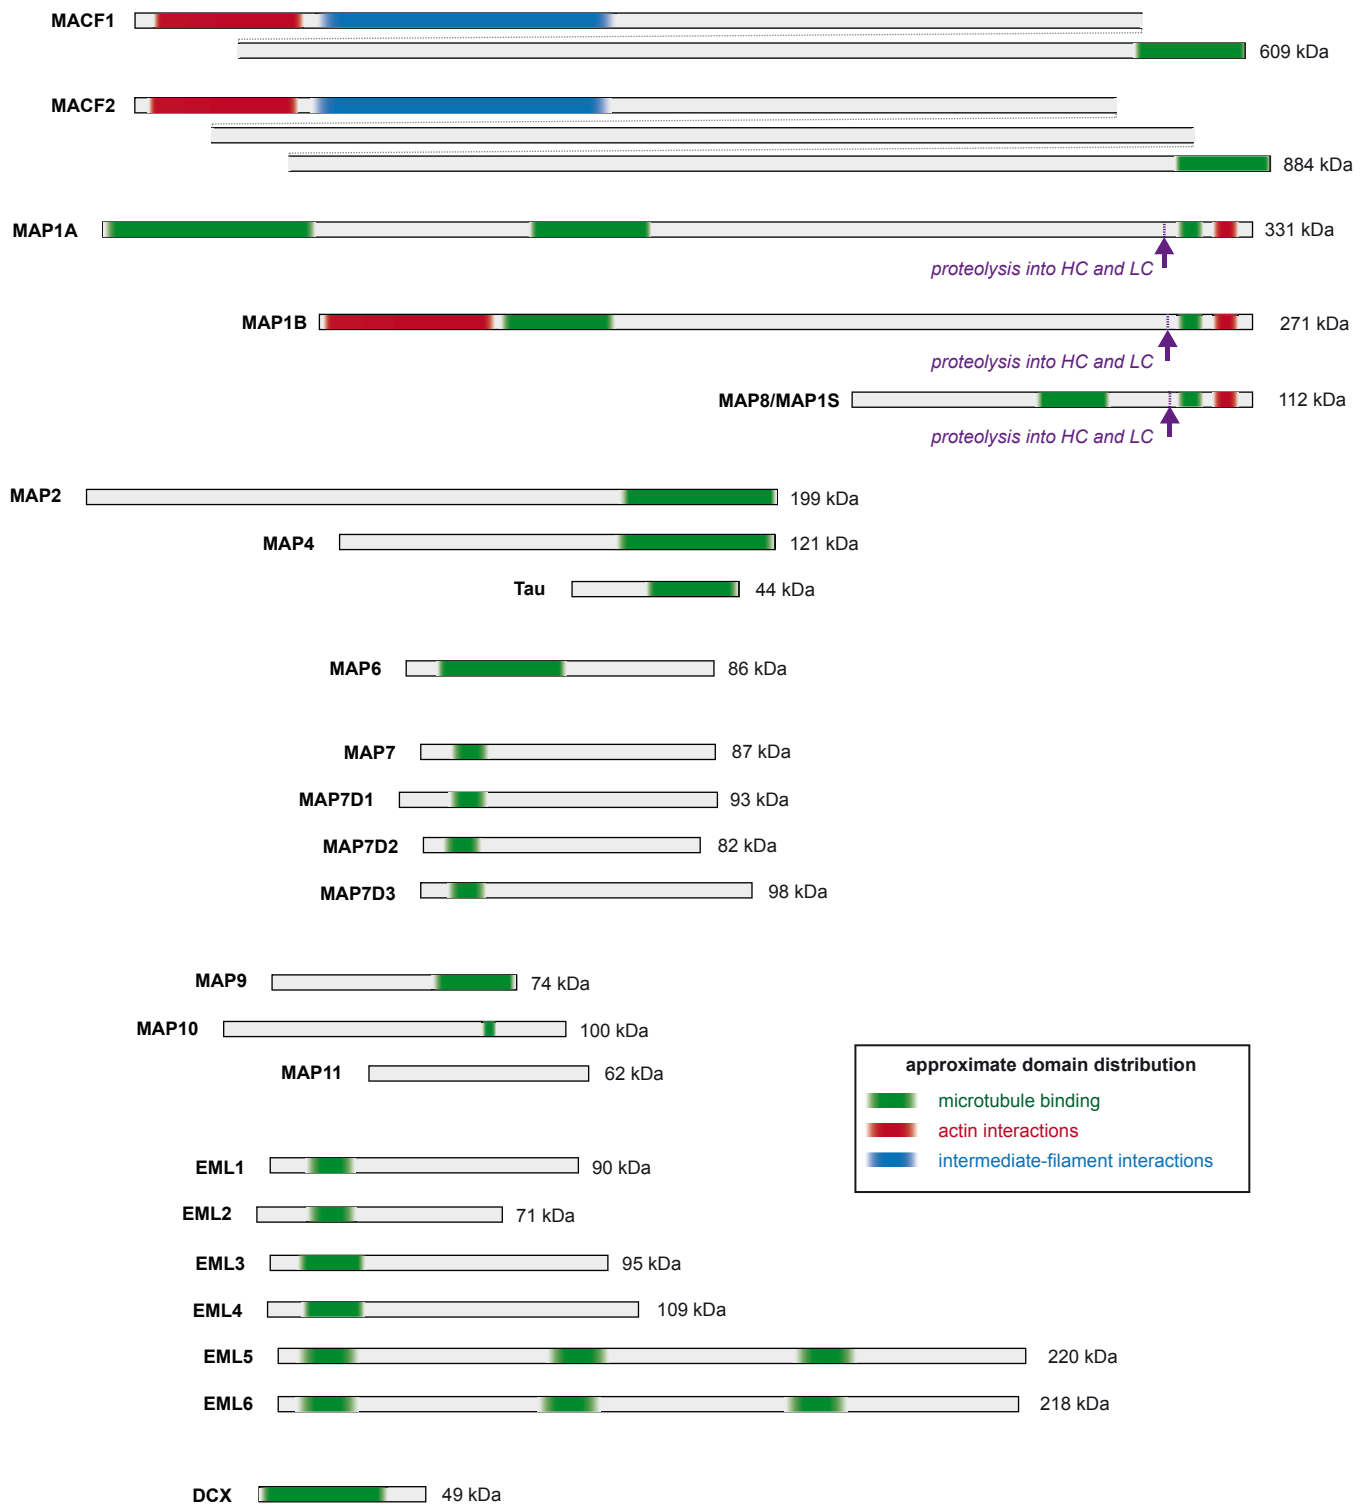 MACF1
609 kDa
MACF2
884 kDa
MAP1A 331 kDa
proteolysis into HC and LC
MAP1B 271 kDa
proteolysis into HC and LC
MAP8/MAP1S 112 kDa
proteolysis into HC and LC
MAP2 199 kDa
MAP4 121 kDa
Tau 44 kDa
MAP6 86 kDa
MAP7 87 kDa
MAP7D1 93 kDa
MAP7D2 82 kDa
MAP7D3 98 kDa
MAP9 74 kDa
MAP10 100 kDa
MAP11 62 kDa
approximate domain distribution
microtubule binding
actin interactions
intermediate-filament interactions
EML1 90 kDa
EML2 71 kDa
EML3 95 kDa
EML4 109 kDa
EML5 220 kDa
EML6 218 kDa
DCX 49 kDa